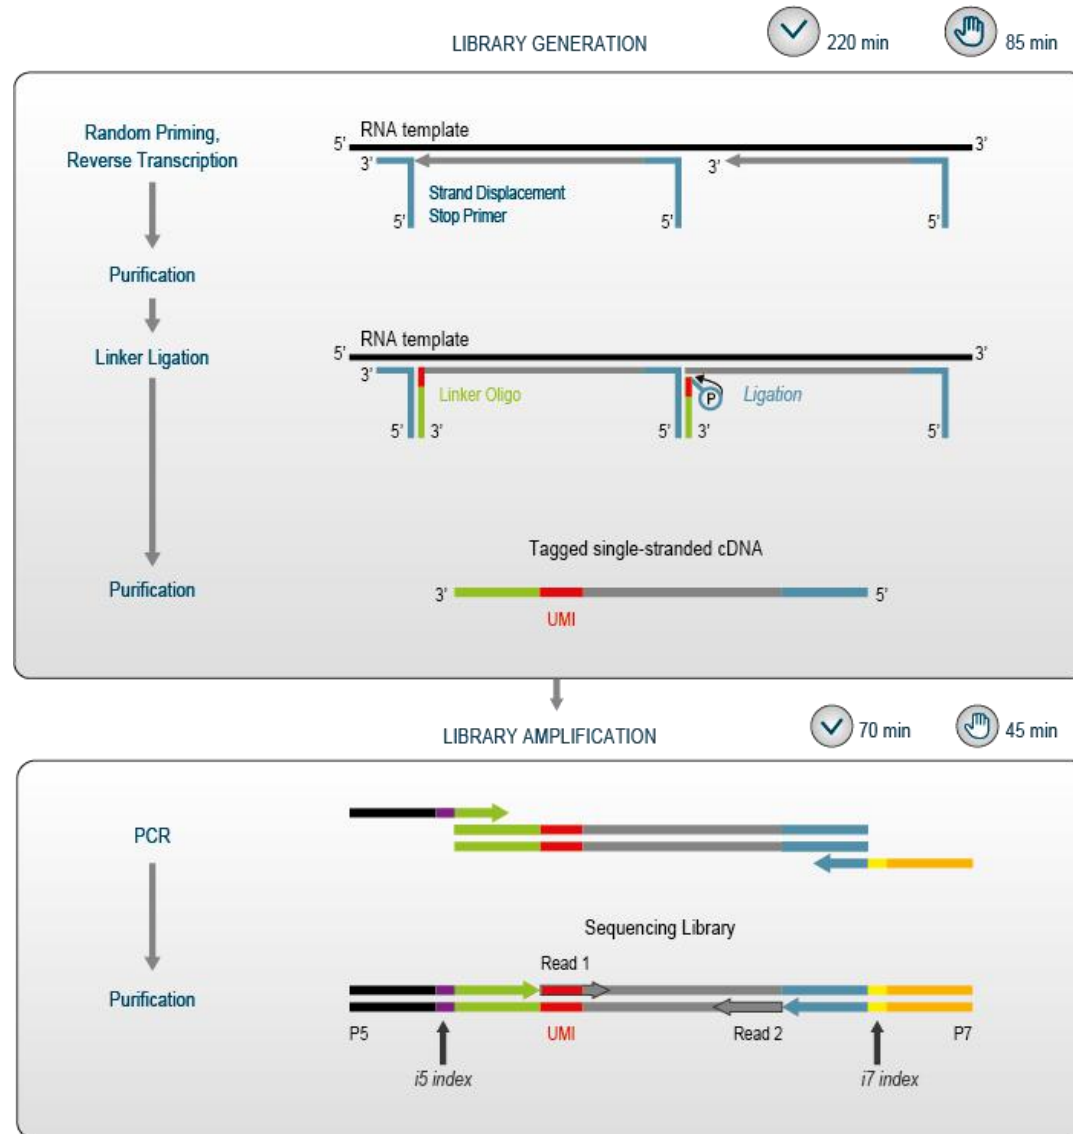 LIBRARY GENERATION
220 min
85 min
Random Priming,
Reverse Transcription
RNA template
5'
3'
3'
3'
Strand Displacement
Stop Primer
5'
5'
5'
Purification
Linker Ligation
RNA template
5'
3'
3'
Linker Oligo
P
Ligation
5'
3'
5'
3'
5'
Tagged single-stranded cDNA
Purification
3'
5'
UMI
LIBRARY AMPLIFICATION
70 min
45 min
PCR
Sequencing Library
Read 1
Purification
P5
UMI
Read 2
P7
i5 index
i7 index